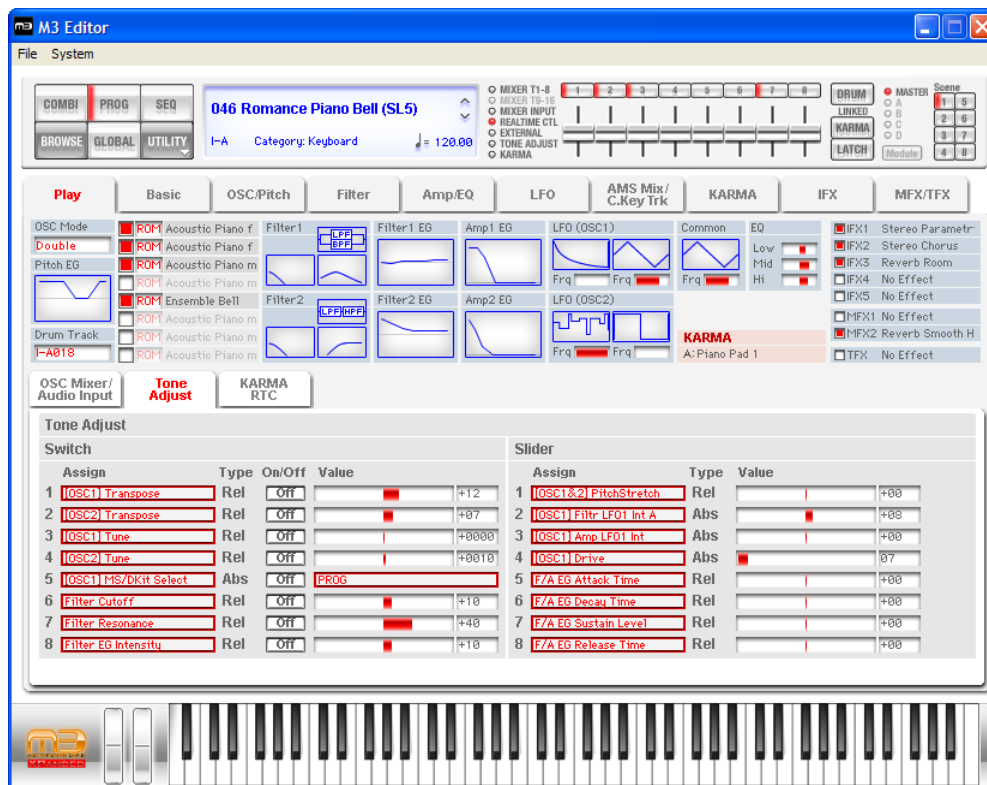 M3 Editor
File System
COMBI PROG SEQ
BROWSE GLOBAL UTILITY
046 Romance Piano Bell (SL5)
I-A Category: Keyboard ♩= 120.00
MIXER T1-8
MIXER T9-16
MIXER INPUT
REALTIME CTL
EXTERNAL
TONE ADJUST
KARMA
1 2 3 4 5 6 7 8
DRUM
LINKED
KARMA
LATCH
MASTER
A
B
C
D
Module
Scene
1 5
2 6
3 7
4 8
Play Basic OSC/Pitch Filter Amp/EQ LFO AMS Mix/ C.Key Trk KARMA IFX MFX/TFX
OSC Mode
Double
Pitch EG
Drum Track
I-A018
ROM Acoustic Piano f
ROM Acoustic Piano f
ROM Acoustic Piano m
ROM Acoustic Piano m
ROM Ensemble Bell
ROM Acoustic Piano m
ROM Acoustic Piano m
ROM Acoustic Piano m
Filter1
LPF
BPF
Filter1 EG
Amp1 EG
LFO (OSC1)
Frq Frq
Common
Frq
EQ
Low
Mid
Hi
Filter2
LPF HPF
Filter2 EG
Amp2 EG
LFO (OSC2)
Frq Frq
KARMA
A: Piano Pad 1
IFX1 Stereo Parametr
IFX2 Stereo Chorus
IFX3 Reverb Room
IFX4 No Effect
IFX5 No Effect
MFX1 No Effect
MFX2 Reverb Smooth H
TFX No Effect
OSC Mixer/ Audio Input
Tone Adjust
KARMA RTC
Tone Adjust
Switch
Assign Type On/Off Value
1 [OSC1] Transpose Rel Off +12
2 [OSC2] Transpose Rel Off +07
3 [OSC1] Tune Rel Off +0000
4 [OSC2] Tune Rel Off +0010
5 [OSC1] MS/DKit Select Abs Off PROG
6 Filter Cutoff Rel Off +10
7 Filter Resonance Rel Off +40
8 Filter EG Intensity Rel Off +10
Slider
Assign Type Value
1 [OSC1&2] PitchStretch Rel +00
2 [OSC1] Filtr LFO1 Int A Abs +08
3 [OSC1] Amp LFO1 Int Abs +00
4 [OSC1] Drive Abs 07
5 F/A EG Attack Time Rel +00
6 F/A EG Decay Time Rel +00
7 F/A EG Sustain Level Rel +00
8 F/A EG Release Time Rel +00
m3
XPANDED